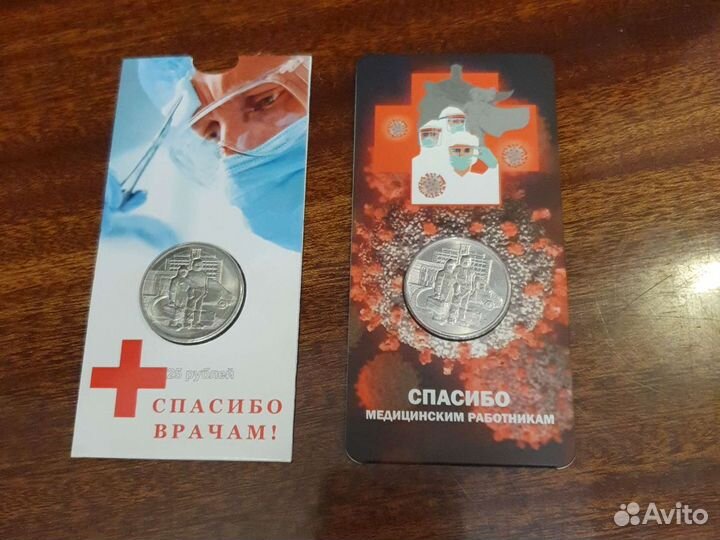 25 рублей
СПАСИБО
ВРАЧАМ!
СПАСИБО
МЕДИЦИНСКИМ РАБОТНИКАМ
Avito